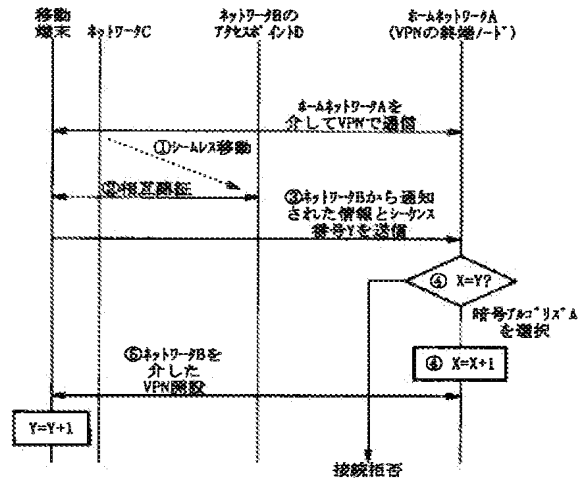 移動
端末
ネットワークC
ネットワークBの
アクセスポイントD
ホームネットワークA
(VPNの終端ノード)
ホームネットワークAを
介してVPNで通信
①シームレス移動
②相互認証
③ネットワークBから通知
された情報とシーケンス
番号Yを送信
④ X=Y?
暗号アルゴリズム
を選択
④ X=X+1
⑤ネットワークBを
介した
VPN開設
Y=Y+1
接続拒否